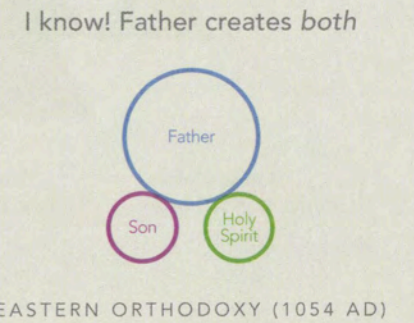 I know! Father creates both
Father
Son
Holy
Spirit
EASTERN ORTHODOXY (1054 AD)